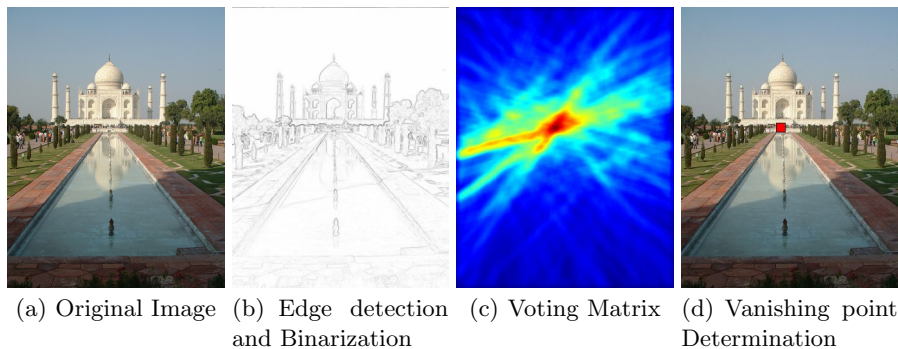 (a) Original Image
(b) Edge detection
and Binarization
(c) Voting Matrix
(d) Vanishing point
Determination